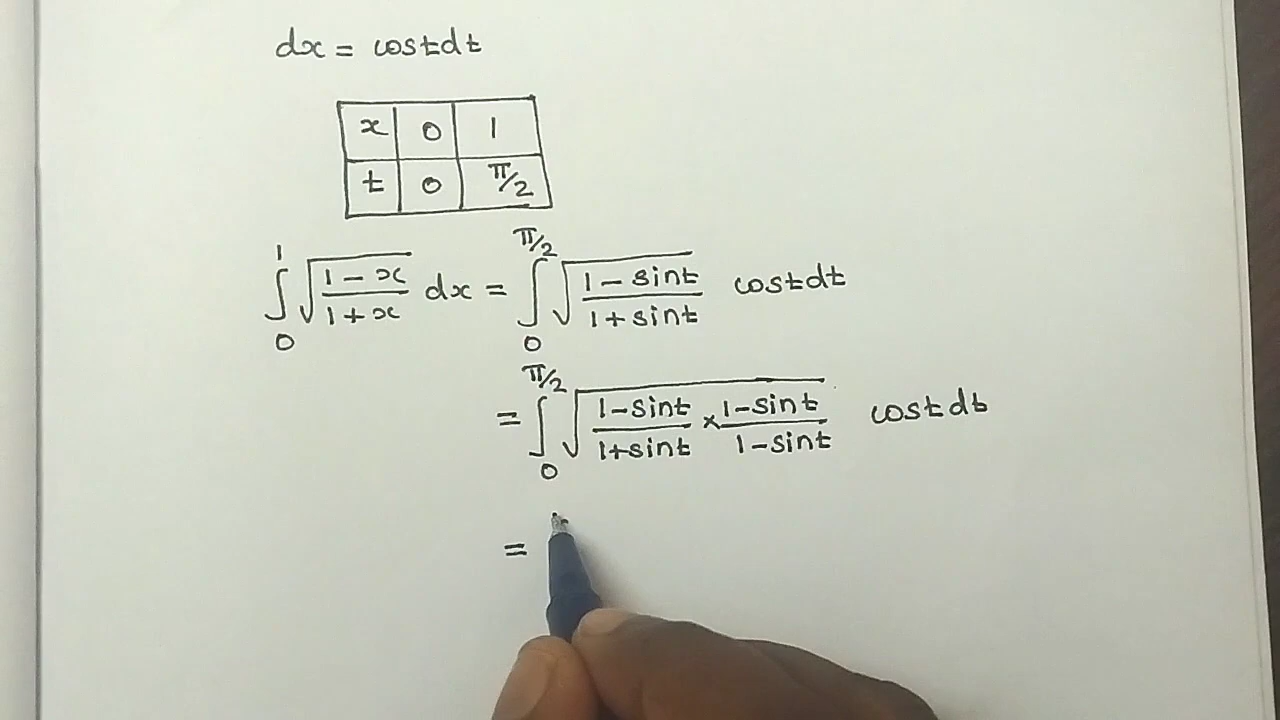 dx = cost dt
x 0 1
t 0 π/2
∫₀¹ √((1-x)/(1+x)) dx = ∫₀^(π/2) √((1-sint)/(1+sint)) cost dt
= ∫₀^(π/2) √((1-sint)/(1+sint) × (1-sint)/(1-sint)) cost dt
=